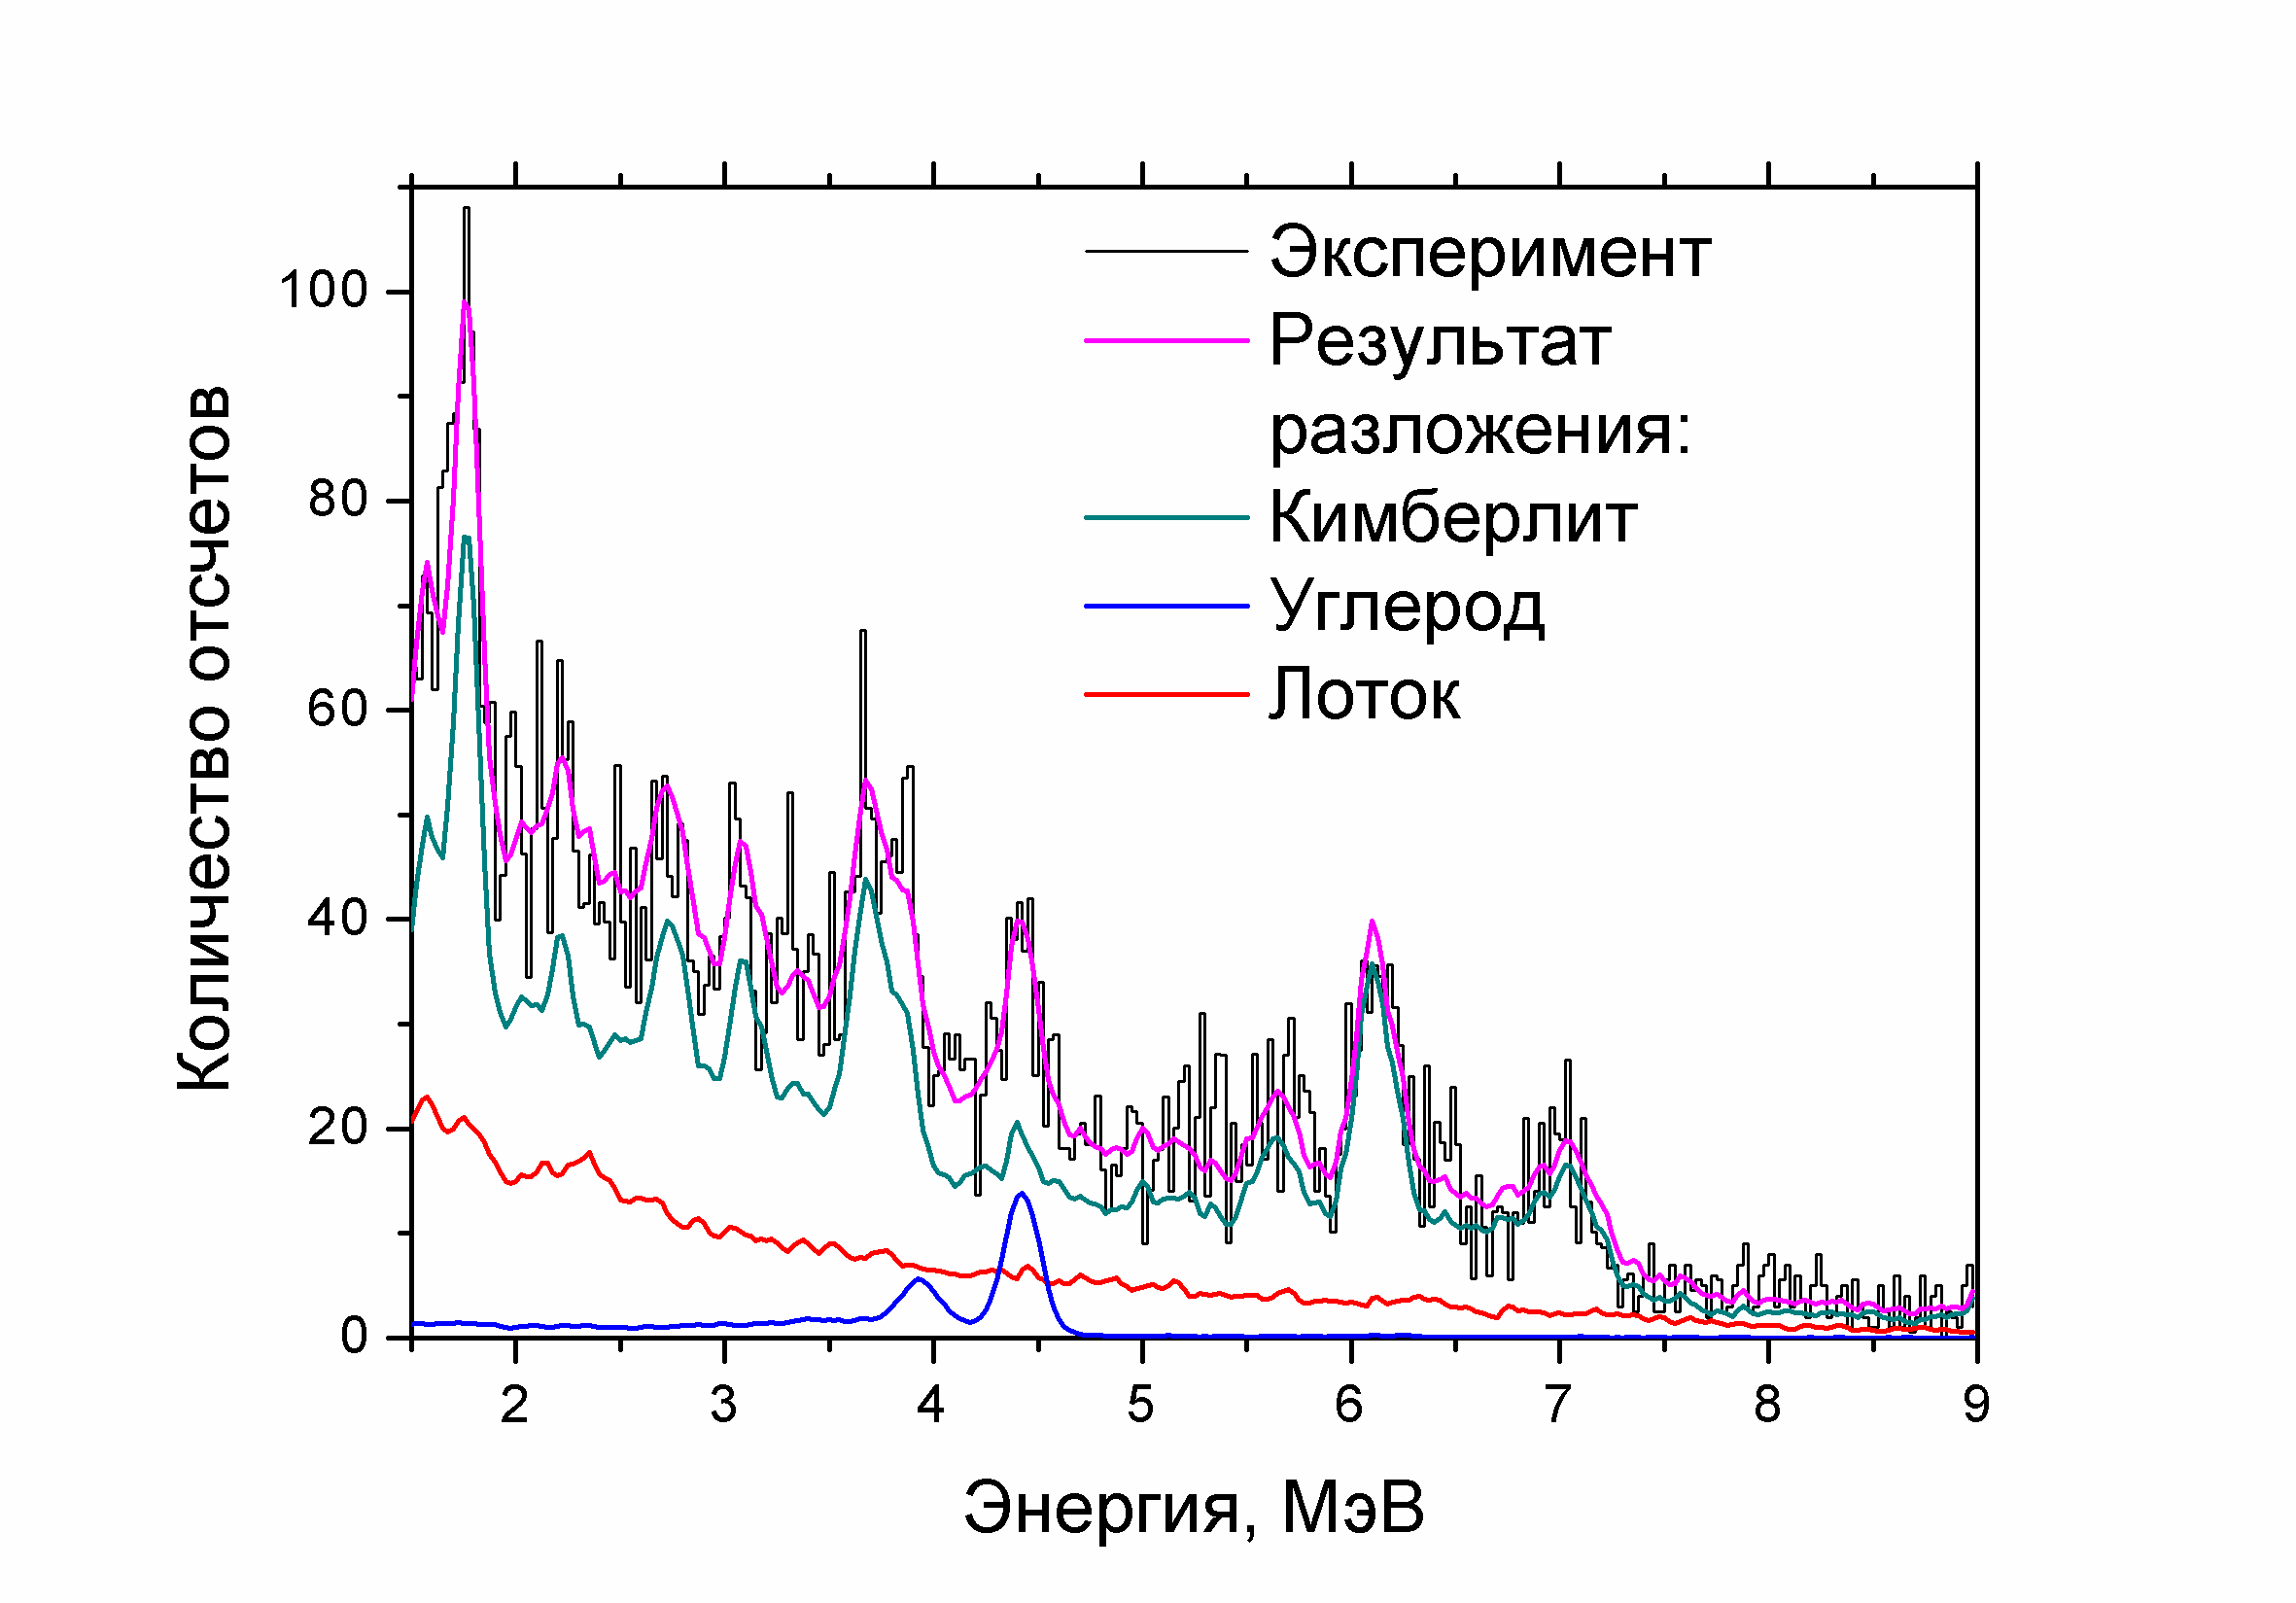 Эксперимент
Результат
разложения:
Кимберлит
Углерод
Лоток
Количество отсчетов
100
80
60
40
20
0
2 3 4 5 6 7 8 9
Энергия, МэВ